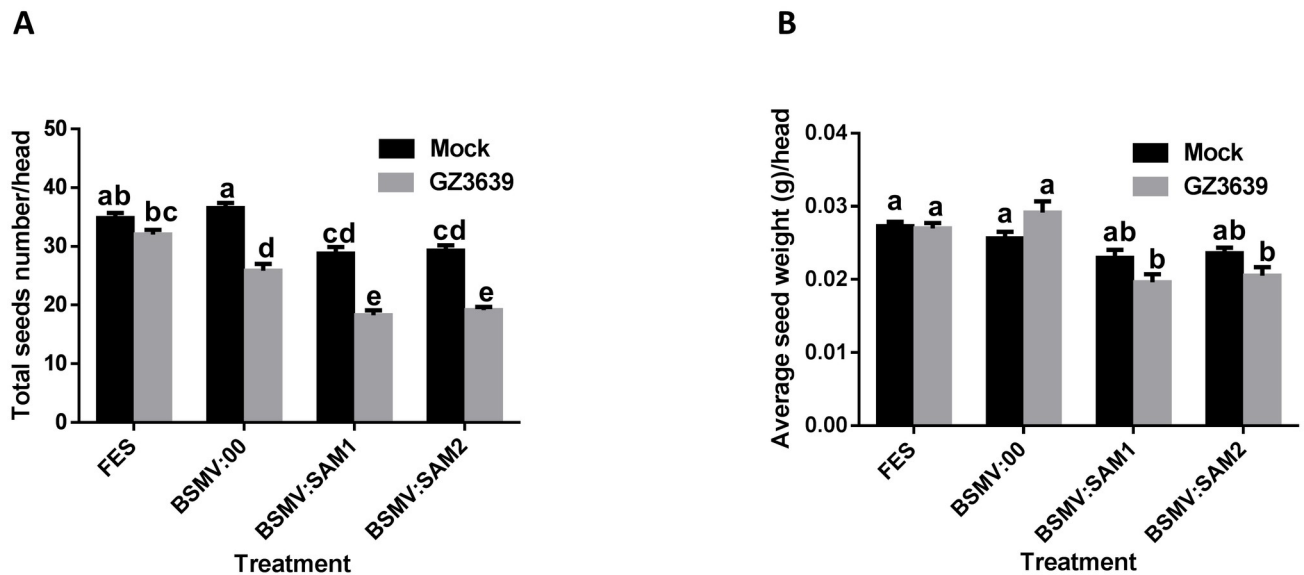 A
Total seeds number/head
50
40
30
20
10
0
Mock
GZ3639
ab
bc
a
d
cd
e
cd
e
FES
BSMV:00
BSMV:SAM1
BSMV:SAM2
Treatment
B
Average seed weight (g)/head
0.04
0.03
0.02
0.01
0.00
Mock
GZ3639
a
a
a
a
ab
b
ab
b
FES
BSMV:00
BSMV:SAM1
BSMV:SAM2
Treatment